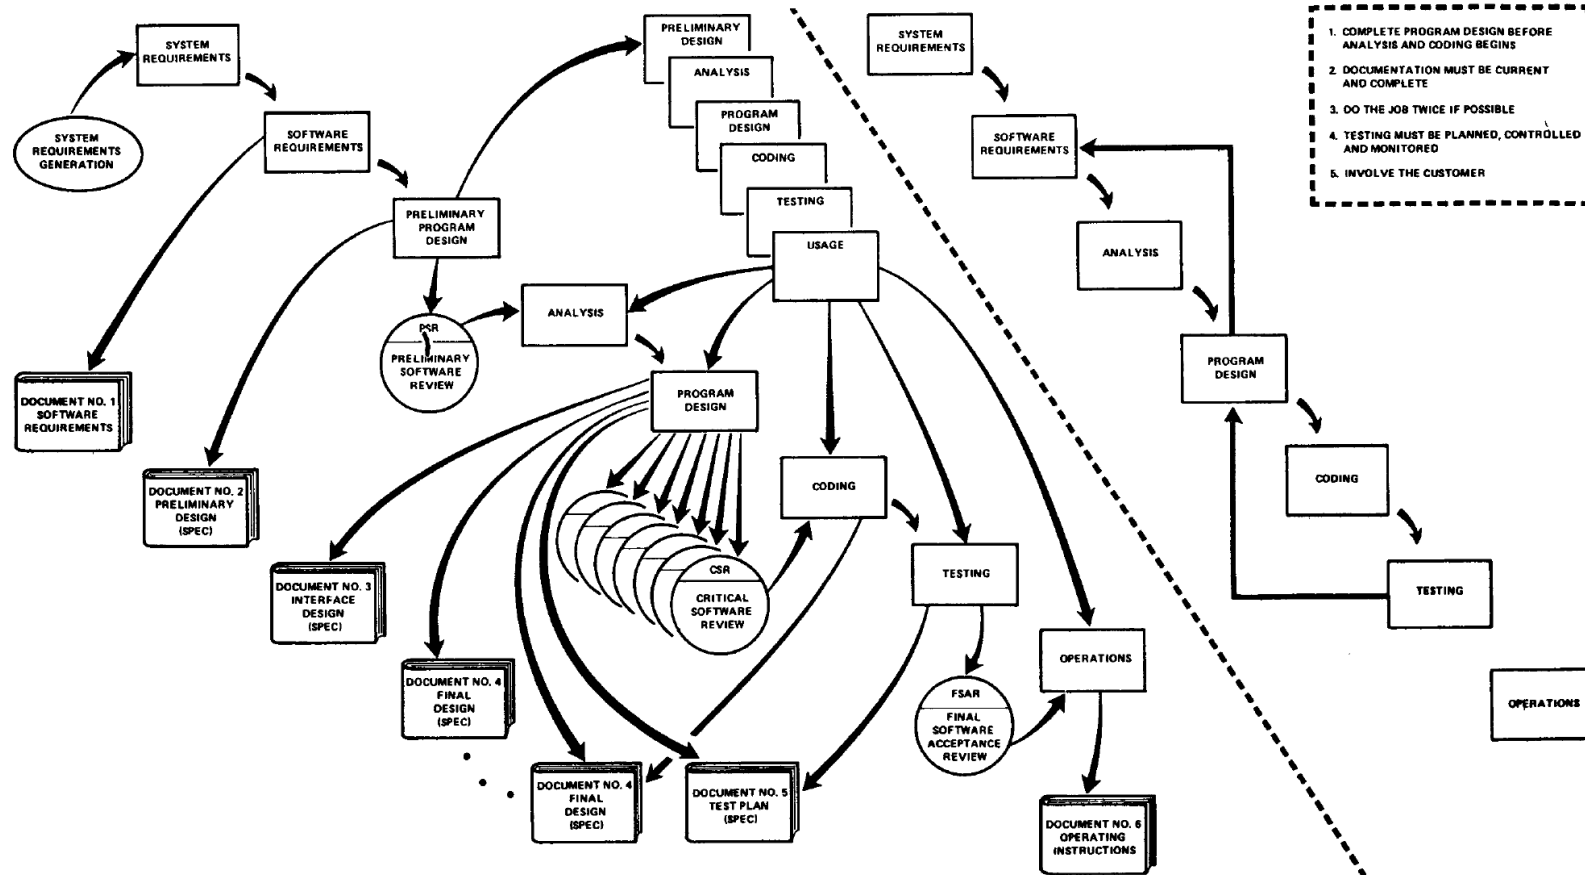 SYSTEM
REQUIREMENTS
SYSTEM
REQUIREMENTS
GENERATION
SOFTWARE
REQUIREMENTS
PRELIMINARY
PROGRAM
DESIGN
PRELIMINARY
DESIGN
ANALYSIS
PROGRAM
DESIGN
CODING
TESTING
USAGE
PSR
PRELIMINARY
SOFTWARE
REVIEW
ANALYSIS
PROGRAM
DESIGN
CODING
CSR
CRITICAL
SOFTWARE
REVIEW
TESTING
FSAR
FINAL
SOFTWARE
ACCEPTANCE
REVIEW
OPERATIONS
DOCUMENT NO. 1
SOFTWARE
REQUIREMENTS
DOCUMENT NO. 2
PRELIMINARY
DESIGN
(SPEC)
DOCUMENT NO. 3
INTERFACE
DESIGN
(SPEC)
DOCUMENT NO. 4
FINAL
DESIGN
(SPEC)
DOCUMENT NO. 4
FINAL
DESIGN
(SPEC)
DOCUMENT NO. 5
TEST PLAN
(SPEC)
DOCUMENT NO. 6
OPERATING
INSTRUCTIONS
SYSTEM
REQUIREMENTS
SOFTWARE
REQUIREMENTS
ANALYSIS
PROGRAM
DESIGN
CODING
TESTING
OPERATIONS
1. COMPLETE PROGRAM DESIGN BEFORE
ANALYSIS AND CODING BEGINS
2. DOCUMENTATION MUST BE CURRENT
AND COMPLETE
3. DO THE JOB TWICE IF POSSIBLE
4. TESTING MUST BE PLANNED, CONTROLLED
AND MONITORED
5. INVOLVE THE CUSTOMER